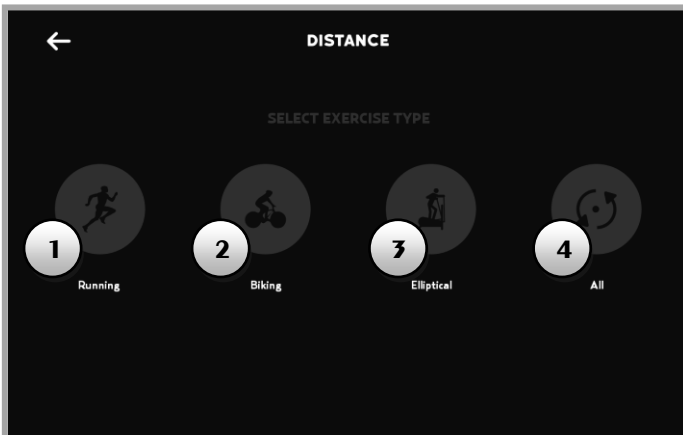 DISTANCE
SELECT EXERCISE TYPE
1
2
3
4
Running
Biking
Elliptical
All